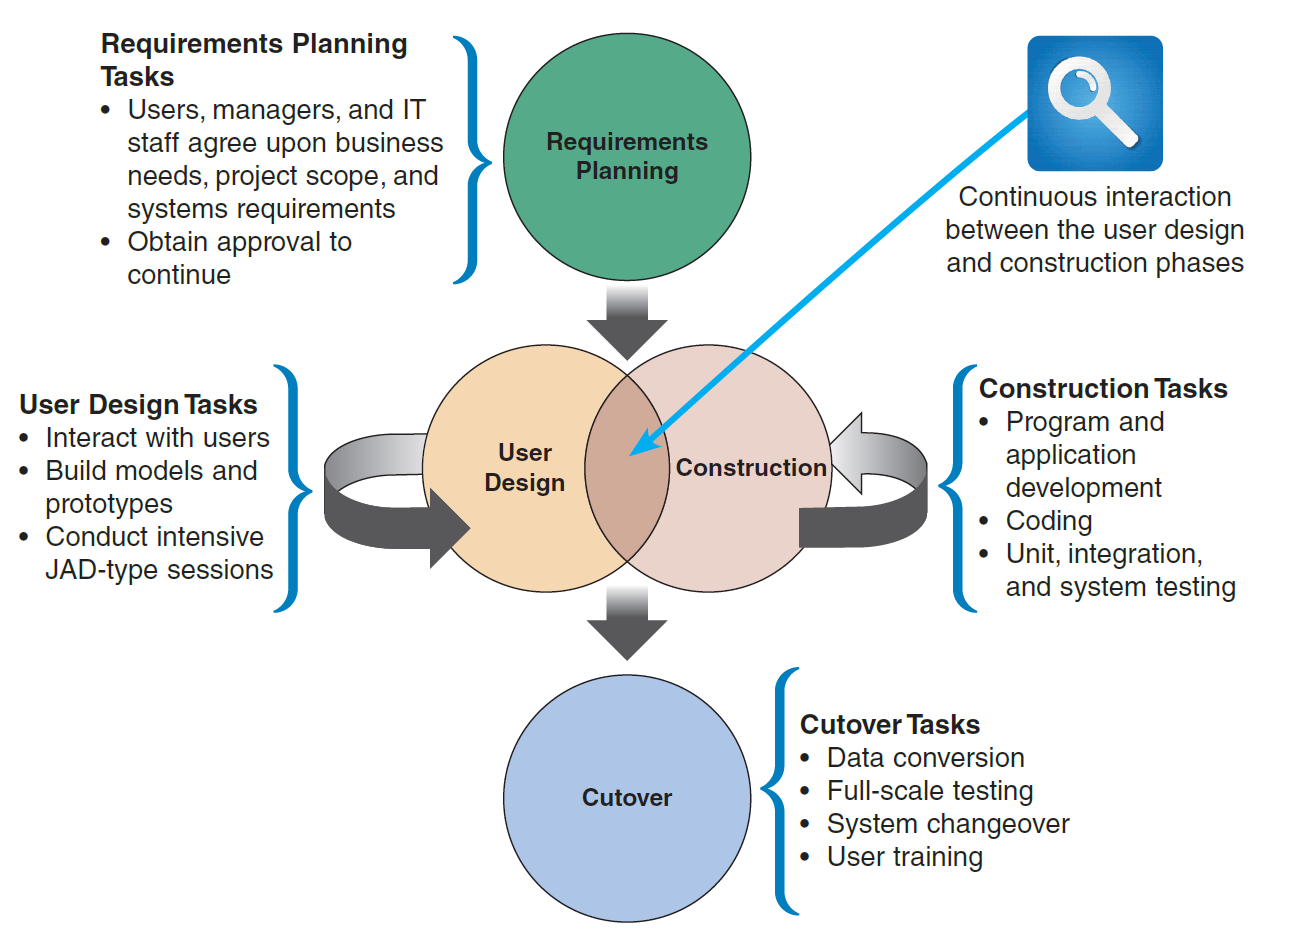 Requirements Planning
Tasks
• Users, managers, and IT
staff agree upon business
needs, project scope, and
systems requirements
• Obtain approval to
continue
Requirements
Planning
Continuous interaction
between the user design
and construction phases
User Design Tasks
• Interact with users
• Build models and
prototypes
• Conduct intensive
JAD-type sessions
User
Design
Construction
Construction Tasks
• Program and
application
development
• Coding
• Unit, integration,
and system testing
Cutover
Cutover Tasks
• Data conversion
• Full-scale testing
• System changeover
• User training